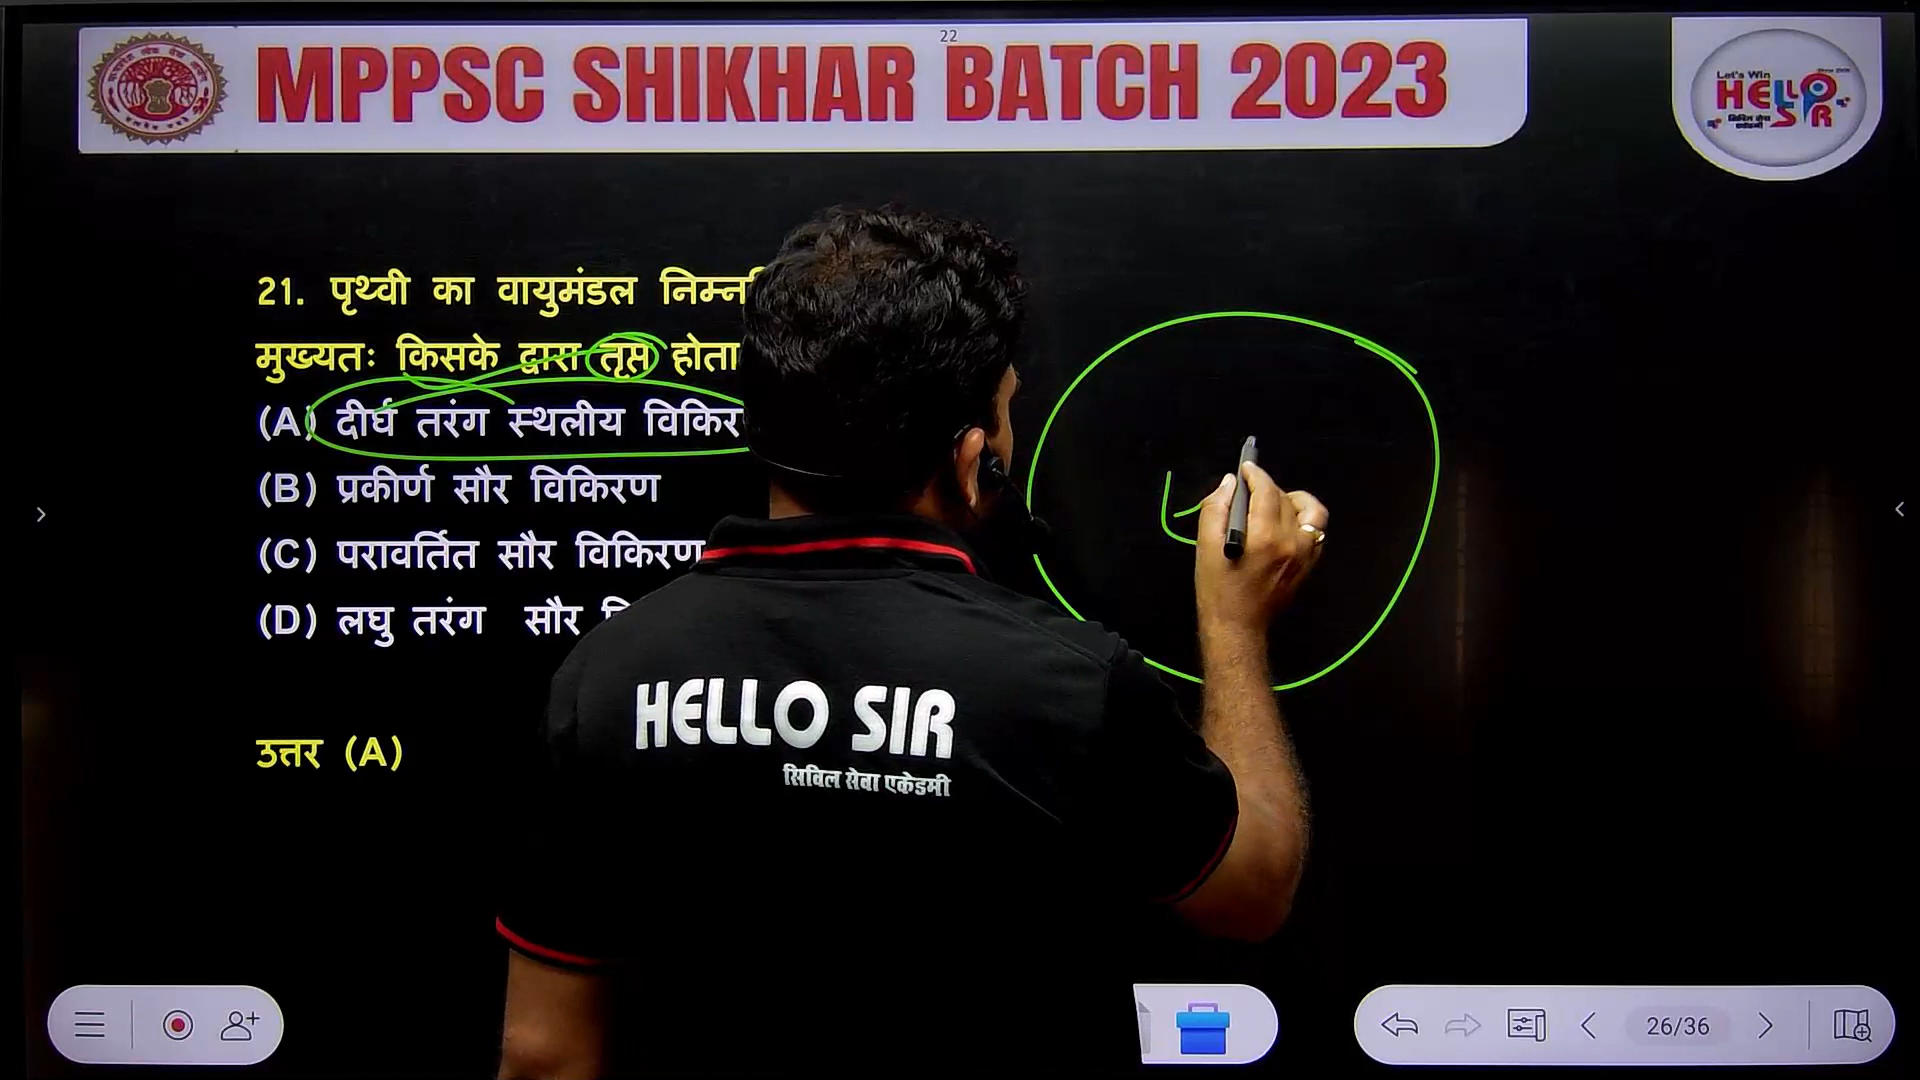 22
MPPSC SHIKHAR BATCH 2023
Let's Win
HELLO
SIR
21. पृथ्वी का वायुमंडल
मुख्यतः किसके द्वारा तृप्त होता
(A) दीर्घ तरंग स्थलीय
(B) प्रकीर्ण सौर विकिरण
(C) परावर्तित सौर विकिरण
(D) लघु तरंग सौर
उत्तर (A)
HELLO SIR
सिविल सेवा एकेडमी
26/36